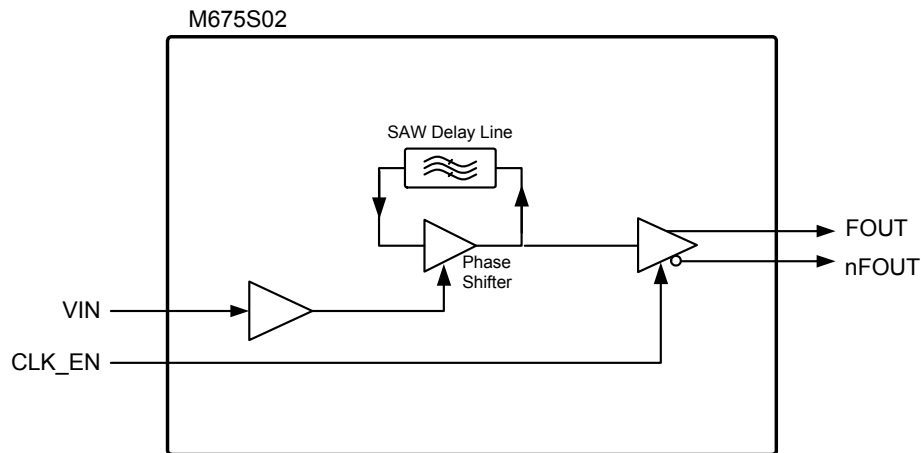 M675S02
SAW Delay Line
Phase
Shifter
FOUT
nFOUT
VIN
CLK_EN